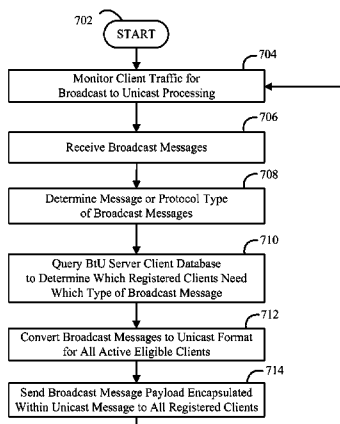 702
START
704
Monitor Client Traffic for
Broadcast to Unicast Processing
706
Receive Broadcast Messages
708
Determine Message or Protocol Type
of Broadcast Messages
710
Query BtU Server Client Database
to Determine Which Registered Clients Need
Which Type of Broadcast Message
712
Convert Broadcast Messages to Unicast Format
for All Active Eligible Clients
714
Send Broadcast Message Payload Encapsulated
Within Unicast Message to All Registered Clients